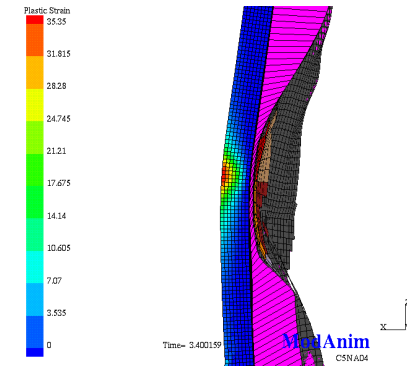 Plastic Strain
35.35
31.815
28.28
24.745
21.21
17.675
14.14
10.605
7.07
3.535
0
Time= 3.400159
ModAnim
C5NA04
X